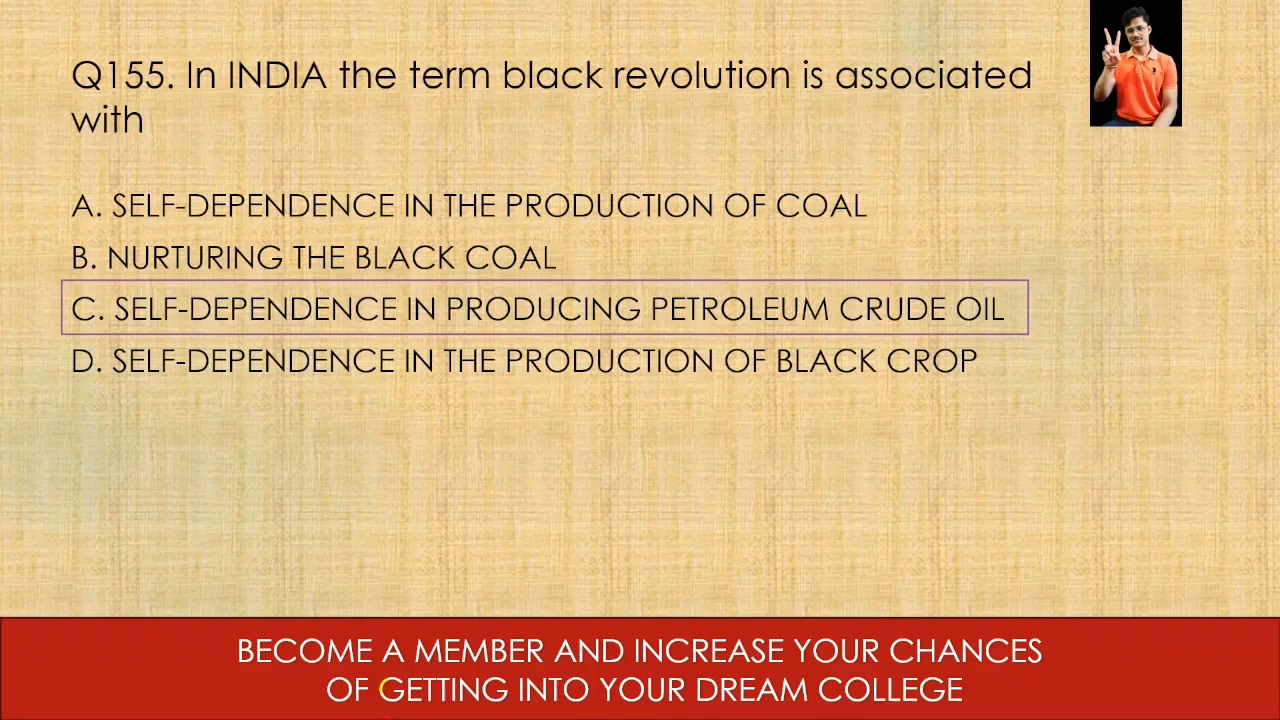 Q155. In INDIA the term black revolution is associated
with
A. SELF-DEPENDENCE IN THE PRODUCTION OF COAL
B. NURTURING THE BLACK COAL
C. SELF-DEPENDENCE IN PRODUCING PETROLEUM CRUDE OIL
D. SELF-DEPENDENCE IN THE PRODUCTION OF BLACK CROP
BECOME A MEMBER AND INCREASE YOUR CHANCES
OF GETTING INTO YOUR DREAM COLLEGE